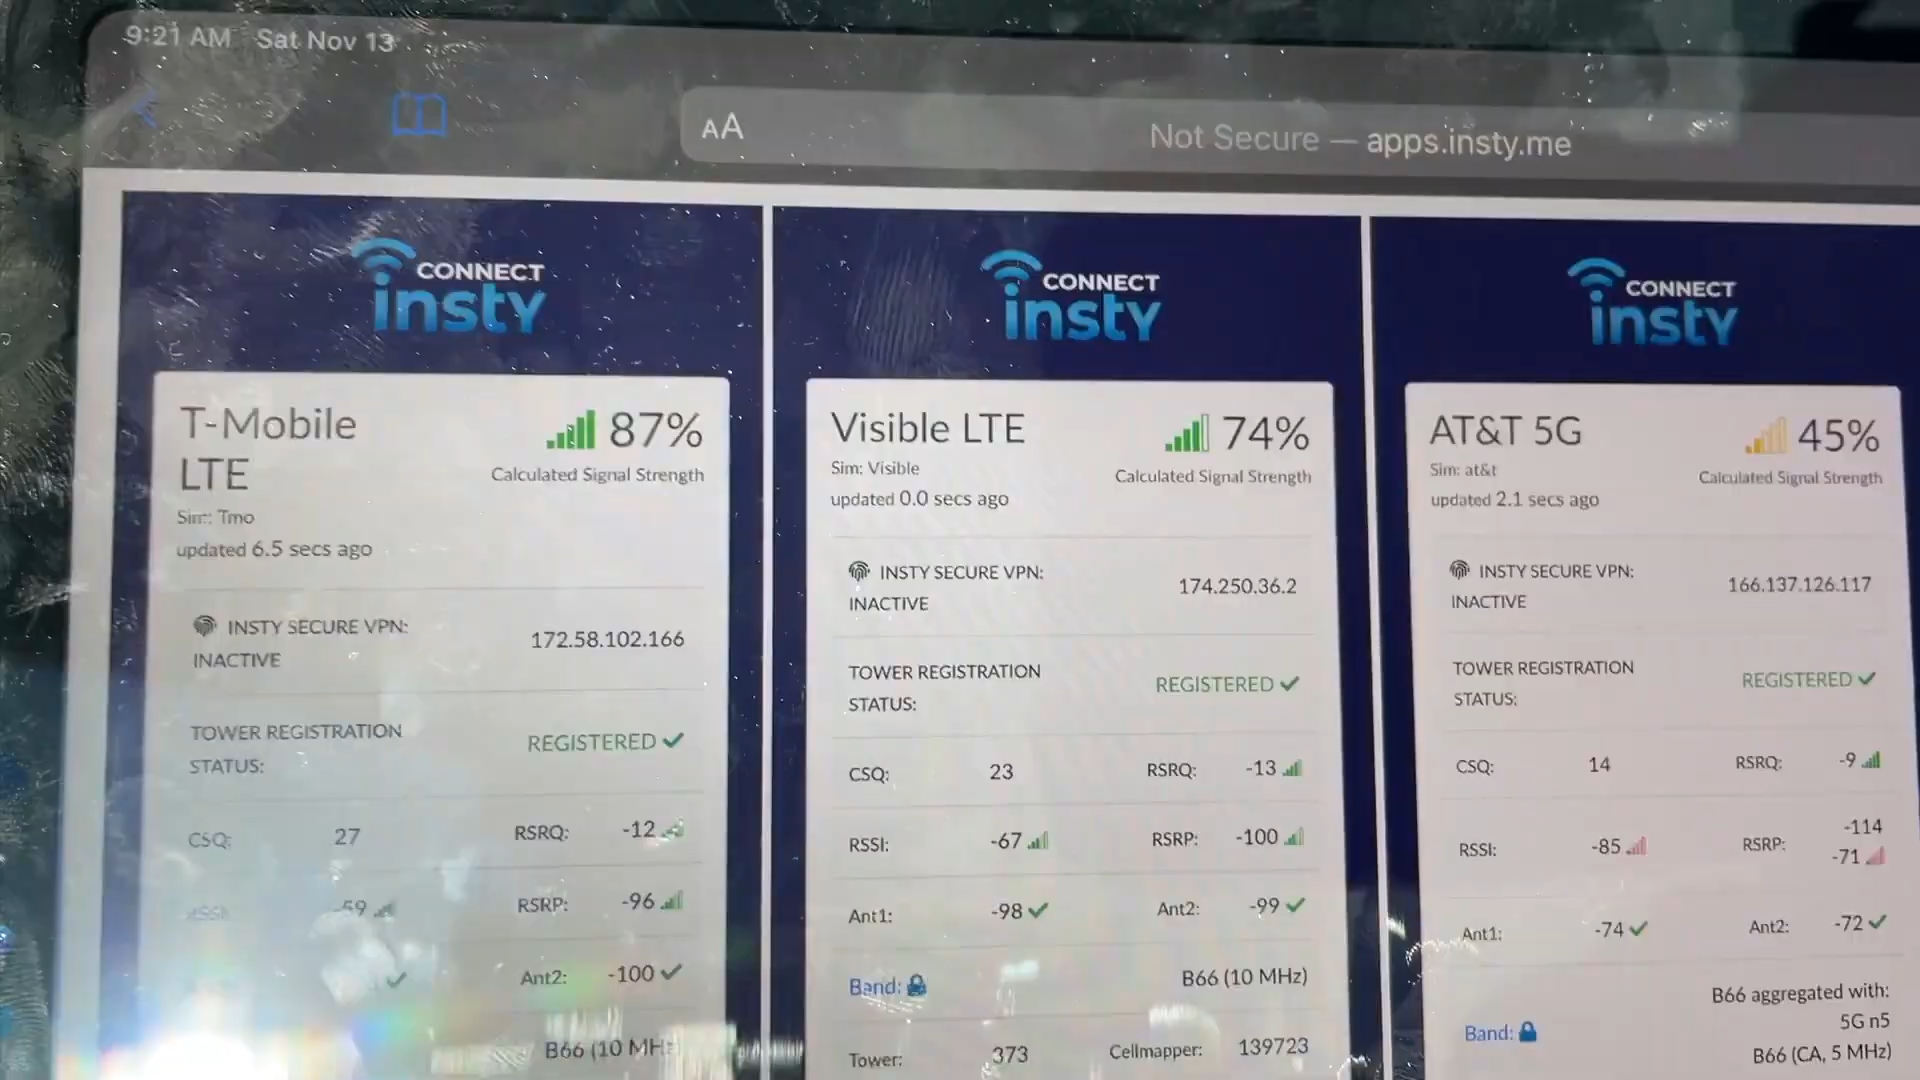 9:21 AM Sat Nov 13
AA
Not Secure — apps.insty.me
CONNECT
insty
T-Mobile
LTE
87%
Calculated Signal Strength
Sim: Tmo
updated 6.5 secs ago
INSTY SECURE VPN:
INACTIVE
172.58.102.166
TOWER REGISTRATION
STATUS:
REGISTERED
CSQ: 27 RSRQ: -12
-59 RSRP: -96
Ant2: -100
B66 (10 MHz
CONNECT
insty
Visible LTE
74%
Sim: Visible
Calculated Signal Strength
updated 0.0 secs ago
INSTY SECURE VPN:
INACTIVE
174.250.36.2
TOWER REGISTRATION
STATUS:
REGISTERED
CSQ: 23 RSRQ: -13
RSSI: -67 RSRP: -100
Ant1: -98 Ant2: -99
Band: B66 (10 MHz)
Tower: 373 Cellmapper: 139723
CONNECT
insty
AT&T 5G
45%
Sim: at&t
Calculated Signal Strength
updated 2.1 secs ago
INSTY SECURE VPN:
INACTIVE
166.137.126.117
TOWER REGISTRATION
STATUS:
REGISTERED
CSQ: 14 RSRQ: -9
RSSI: -85 RSRP: -114
-71
Ant1: -74 Ant2: -72
Band:
B66 aggregated with:
5G n5
B66 (CA, 5 MHz)